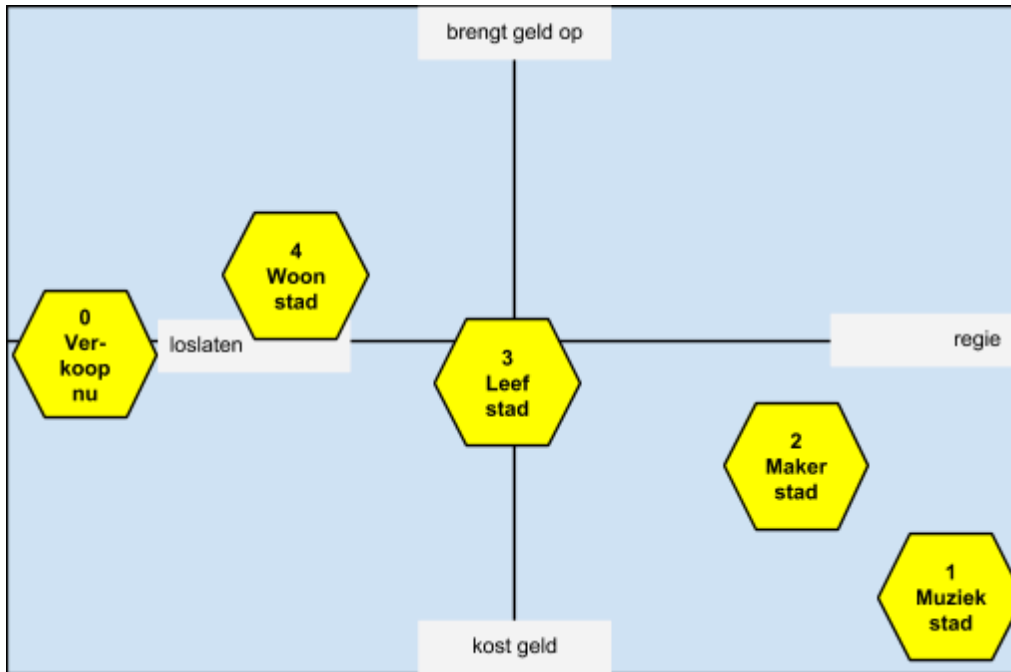 brengt geld op
4
Woon
stad
0
Ver-
koop
nu
loslaten
regie
3
Leef
stad
2
Maker
stad
1
Muziek
stad
kost geld